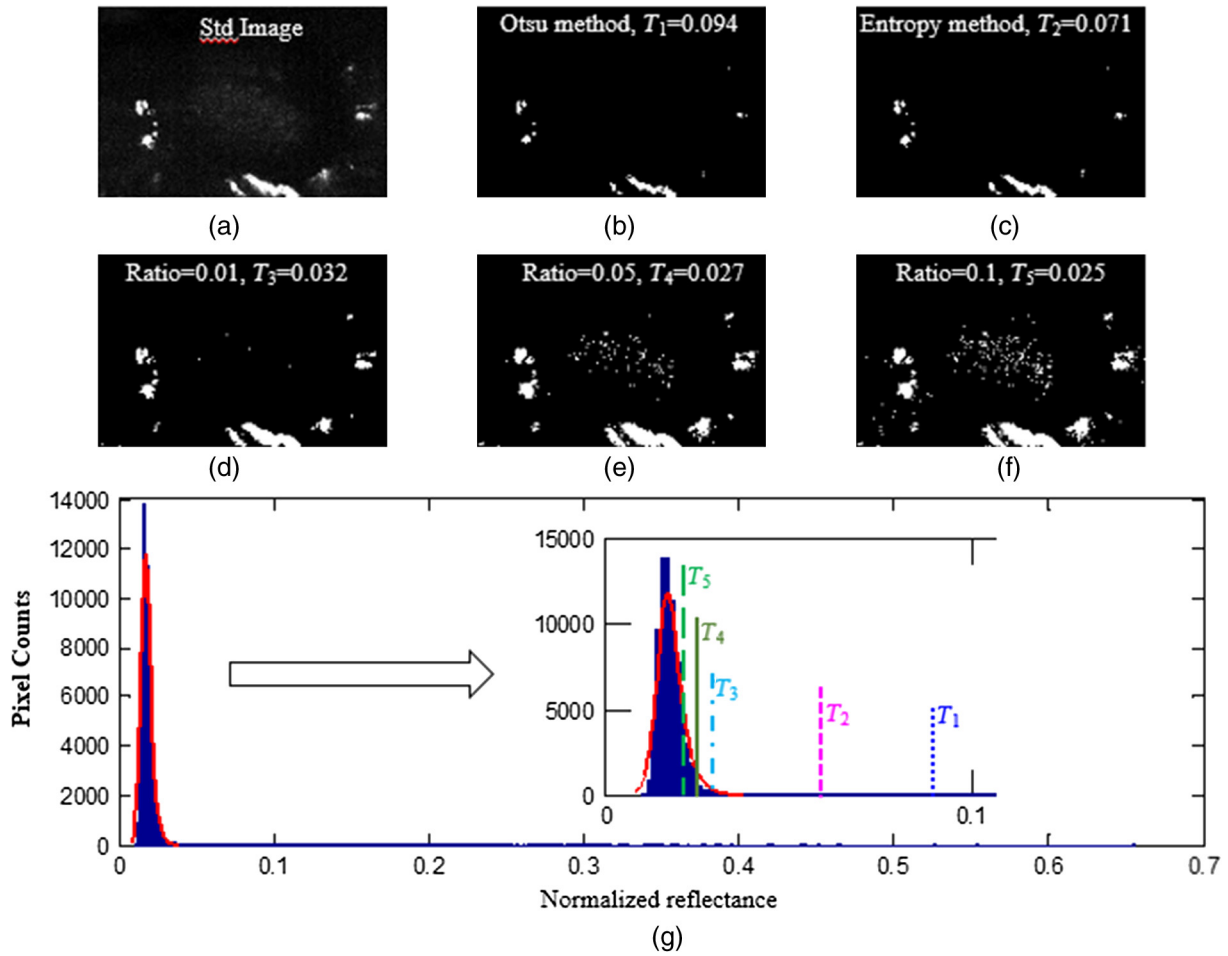 Std Image
Otsu method, T1=0.094
Entropy method, T2=0.071
(a)
(b)
(c)
Ratio=0.01, T3=0.032
Ratio=0.05, T4=0.027
Ratio=0.1, T5=0.025
(d)
(e)
(f)
Pixel Counts
14000
12000
10000
8000
6000
4000
2000
0
0
0.1
0.2
0.3
0.4
0.5
0.6
0.7
15000
10000
5000
0
0
0.1
T5
T4
T3
T2
T1
Normalized reflectance
(g)